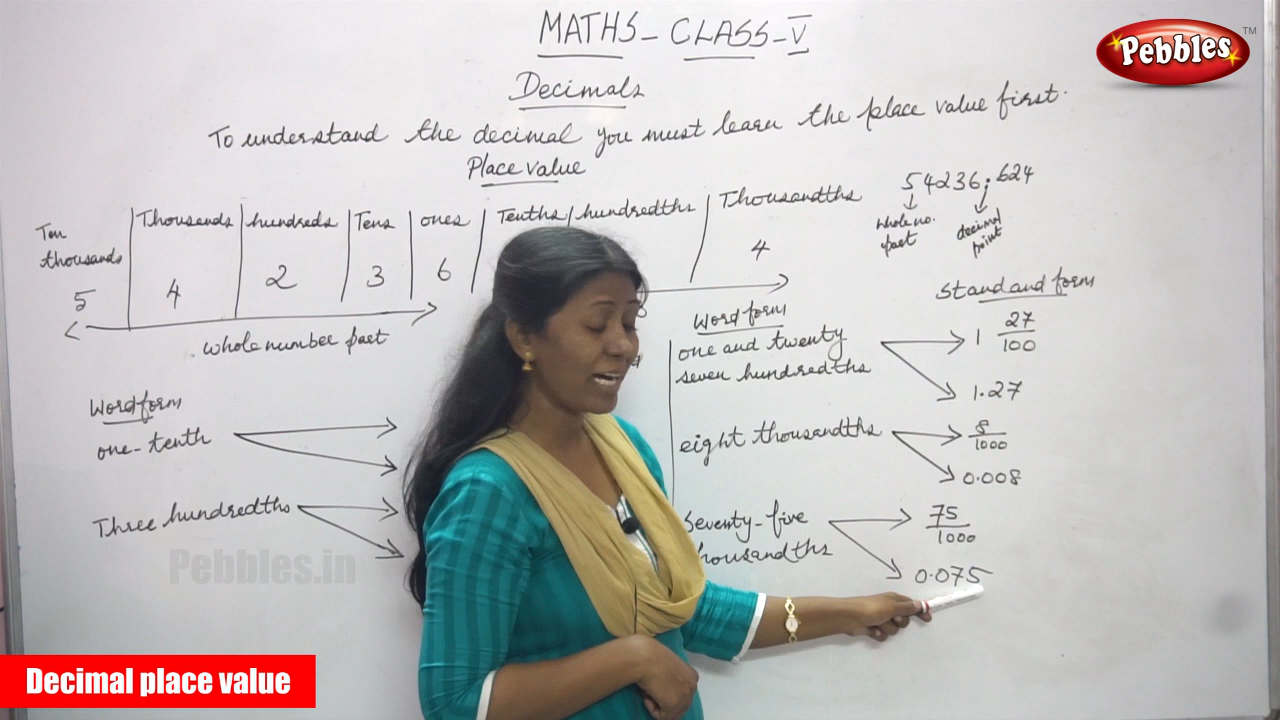 MATHS - CLASS - V
Pebbles TM
Decimals
To understand the decimal you must learn the place value first.
Place value
54236.624
whole no. part
decimal point
Ten thousands | Thousands | hundreds | Tens | ones | Tenths | hundredths | Thousandths
5 4 2 3 6 4
whole number part
Word form
one-tenth
Three hundredths
Word form
Standard form
one and twenty
seven hundredths
1 27/100
1.27
eight thousandths
8/1000
0.008
Seventy-five
thousandths
75/1000
0.075
Pebbles.in
Decimal place value